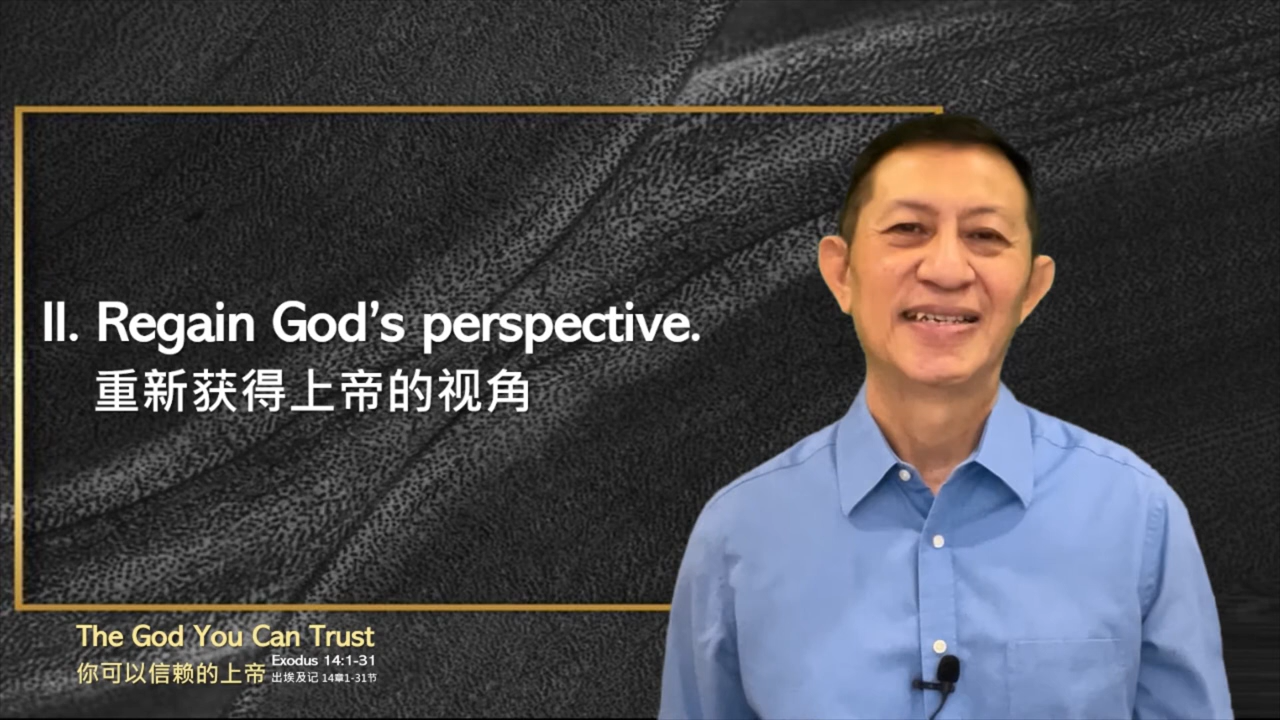 II. Regain God's perspective.
重新获得上帝的视角
The God You Can Trust
你可以信赖的上帝
Exodus 14:1-31
出埃及记 14章1-31节